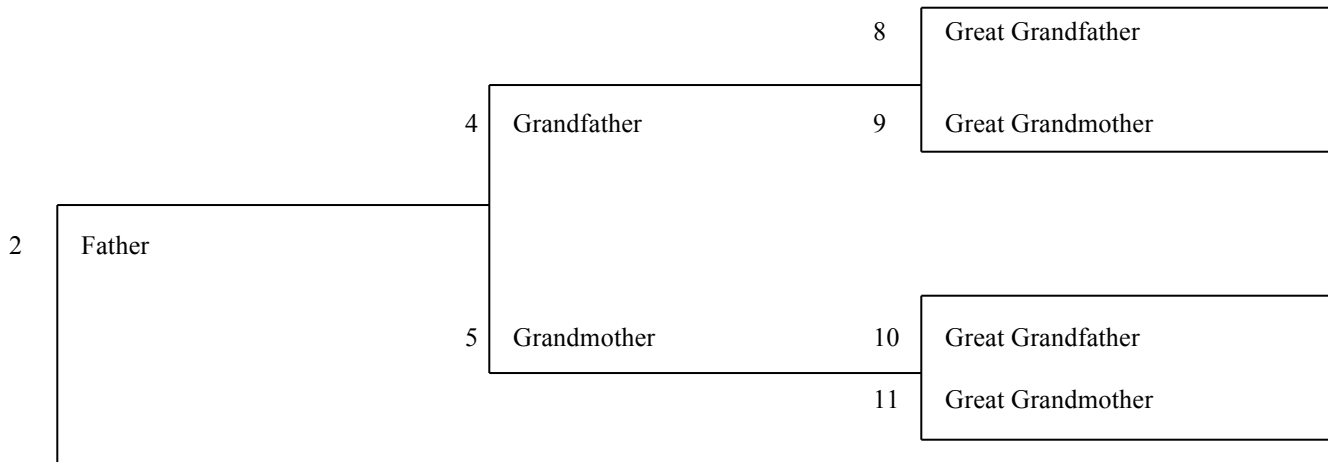 8 Great Grandfather
4 Grandfather 9 Great Grandmother
2 Father
5 Grandmother 10 Great Grandfather
11 Great Grandmother